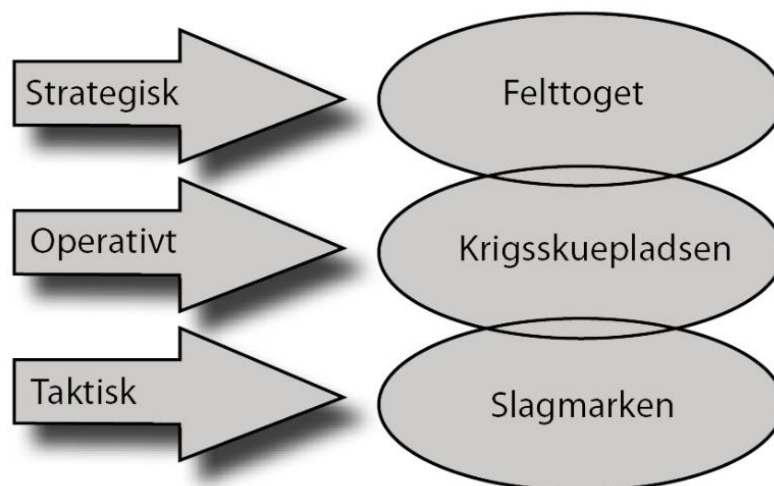 Strategisk
Felttoget
Operativt
Krigsskuepladsen
Taktisk
Slagmarken